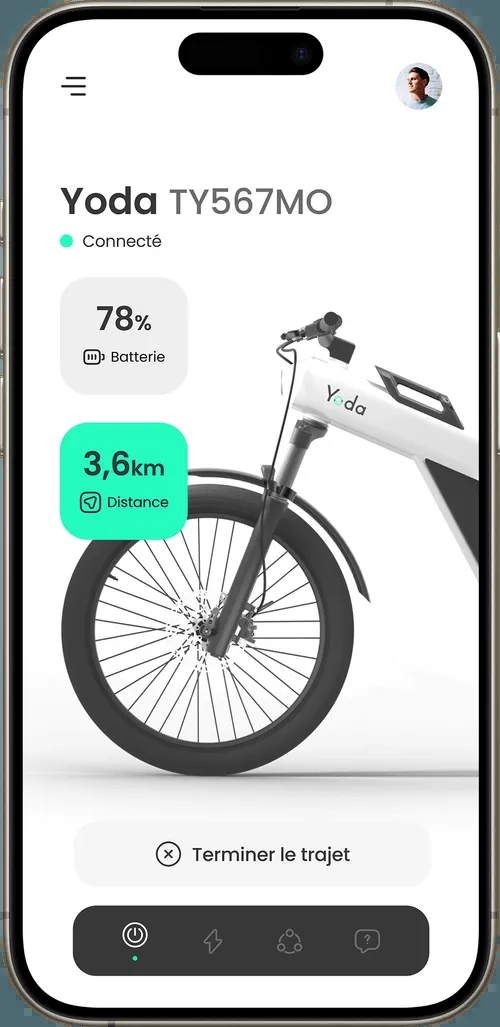 Yoda TY567MO
Connecté
78%
Batterie
Yoda
3,6km
Distance
Terminer le trajet
?